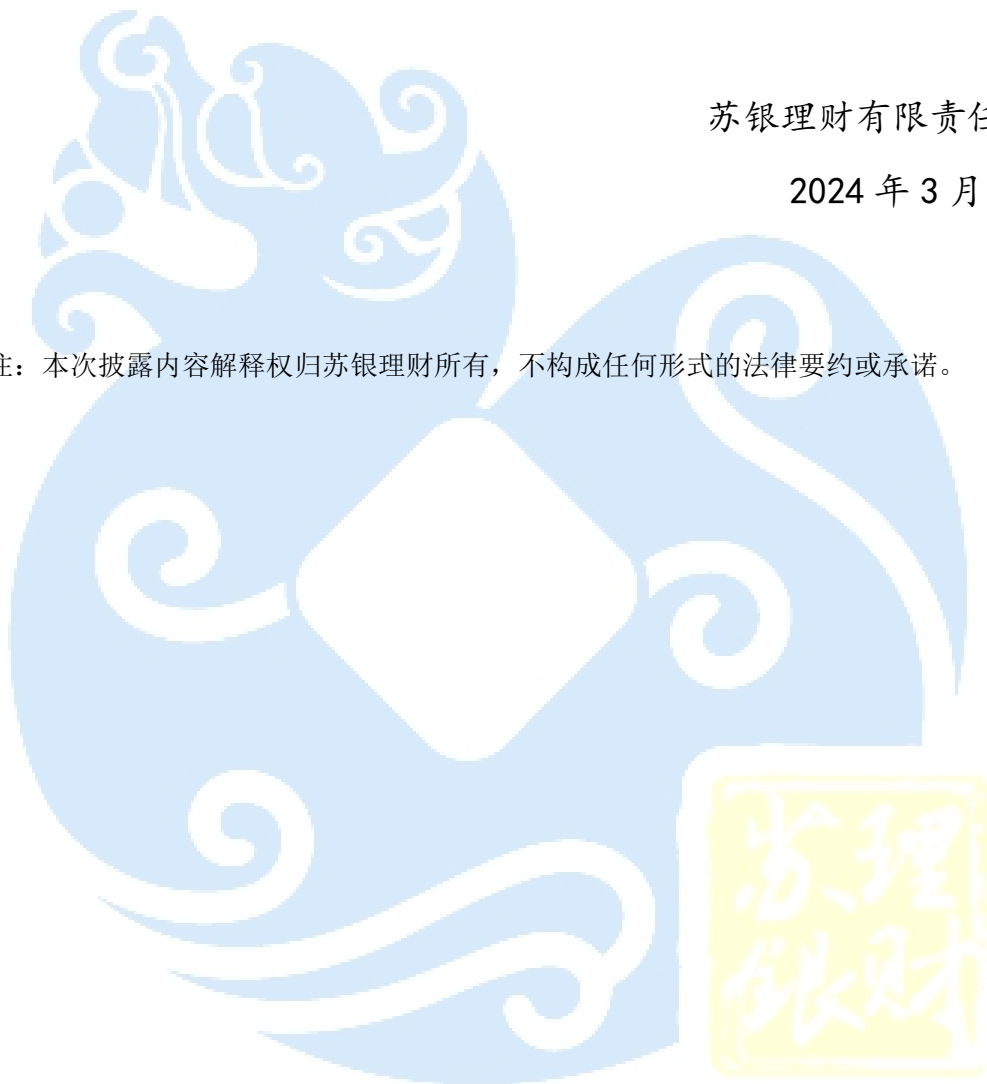 苏银理财有限责任
2024 年 3 月
注：本次披露内容解释权归苏银理财所有，不构成任何形式的法律要约或承诺。
苏理
银财